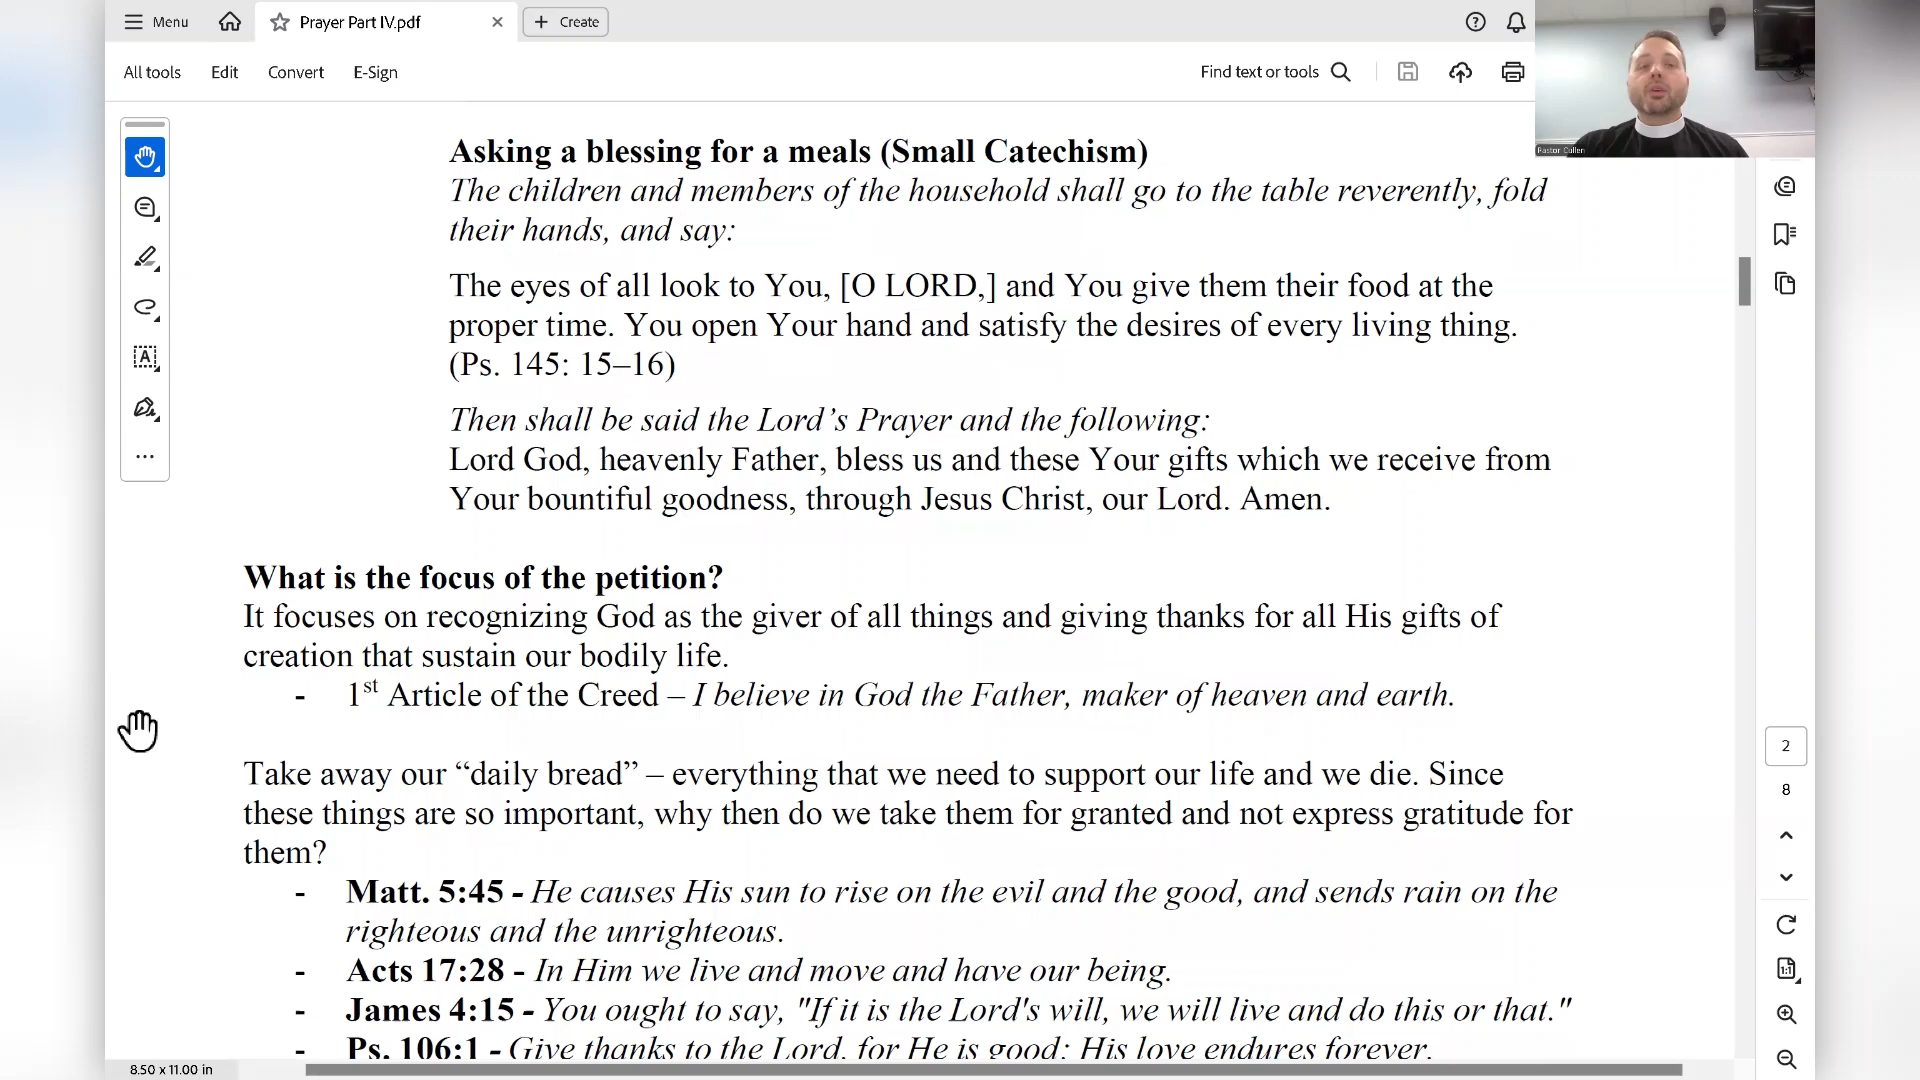 Menu
Prayer Part IV.pdf
Create
All tools
Edit
Convert
E-Sign
Find text or tools
Pastor Cullen
Asking a blessing for a meals (Small Catechism)
The children and members of the household shall go to the table reverently, fold
their hands, and say:
The eyes of all look to You, [O LORD,] and You give them their food at the
proper time. You open Your hand and satisfy the desires of every living thing.
(Ps. 145: 15–16)
Then shall be said the Lord’s Prayer and the following:
Lord God, heavenly Father, bless us and these Your gifts which we receive from
Your bountiful goodness, through Jesus Christ, our Lord. Amen.
What is the focus of the petition?
It focuses on recognizing God as the giver of all things and giving thanks for all His gifts of
creation that sustain our bodily life.
- 1st Article of the Creed – I believe in God the Father, maker of heaven and earth.
Take away our “daily bread” – everything that we need to support our life and we die. Since
these things are so important, why then do we take them for granted and not express gratitude for
them?
- Matt. 5:45 - He causes His sun to rise on the evil and the good, and sends rain on the
righteous and the unrighteous.
- Acts 17:28 - In Him we live and move and have our being.
- James 4:15 - You ought to say, "If it is the Lord's will, we will live and do this or that."
- Ps. 106:1 - Give thanks to the Lord, for He is good; His love endures forever.
2
8
8.50 x 11.00 in